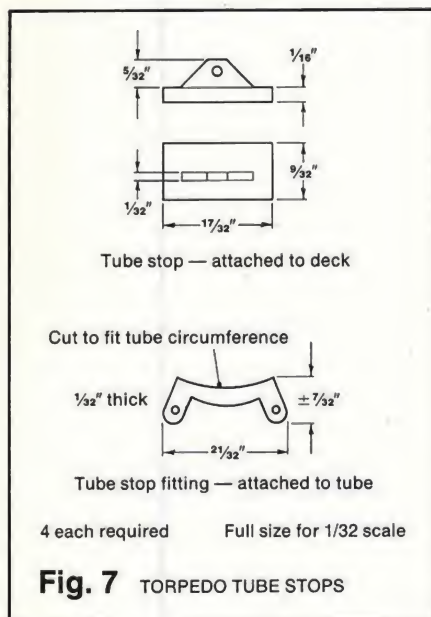 5/32"
1/16"
1/32"
9/32"
17/32"
Tube stop — attached to deck
Cut to fit tube circumference
1/32" thick
±7/32"
21/32"
Tube stop fitting — attached to tube
4 each required Full size for 1/32 scale
Fig. 7 TORPEDO TUBE STOPS